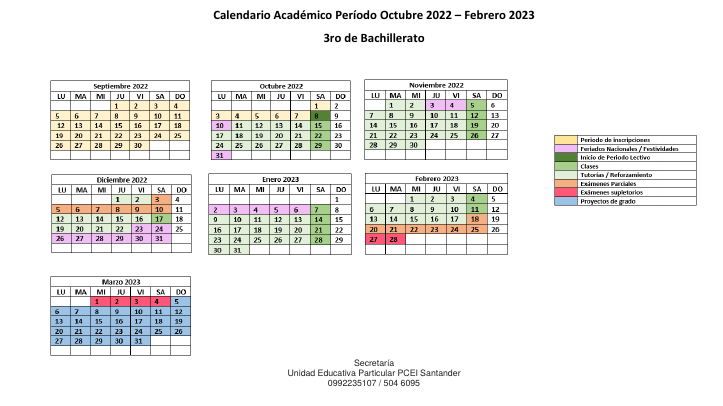 Calendario Académico Período Octubre 2022 – Febrero 2023
3ro de Bachillerato
Septiembre 2022
LU MA MI JU VI SA DO
1 2 3 4
5 6 7 8 9 10 11
12 13 14 15 16 17 18
19 20 21 22 23 24 25
26 27 28 29 30
Octubre 2022
LU MA MI JU VI SA DO
1 2
3 4 5 6 7 8 9
10 11 12 13 14 15 16
17 18 19 20 21 22 23
24 25 26 27 28 29 30
31
Noviembre 2022
LU MA MI JU VI SA DO
1 2 3 4 5 6
7 8 9 10 11 12 13
14 15 16 17 18 19 20
21 22 23 24 25 26 27
28 29 30
Periodo de inscripciones
Feriados Nacionales / Festividades
Inicio de Periodo Lectivo
Clases
Tutorías / Reforzamiento
Exámenes Parciales
Exámenes supletorios
Proyectos de grado
Diciembre 2022
LU MA MI JU VI SA DO
1 2 3 4
5 6 7 8 9 10 11
12 13 14 15 16 17 18
19 20 21 22 23 24 25
26 27 28 29 30 31
Enero 2023
LU MA MI JU VI SA DO
1
2 3 4 5 6 7 8
9 10 11 12 13 14 15
16 17 18 19 20 21 22
23 24 25 26 27 28 29
30 31
Febrero 2023
LU MA MI JU VI SA DO
1 2 3 4 5
6 7 8 9 10 11 12
13 14 15 16 17 18 19
20 21 22 23 24 25 26
27 28
Marzo 2023
LU MA MI JU VI SA DO
1 2 3 4 5
6 7 8 9 10 11 12
13 14 15 16 17 18 19
20 21 22 23 24 25 26
27 28 29 30 31
Secretaría
Unidad Educativa Particular PCEI Santander
0992235107 / 504 6095